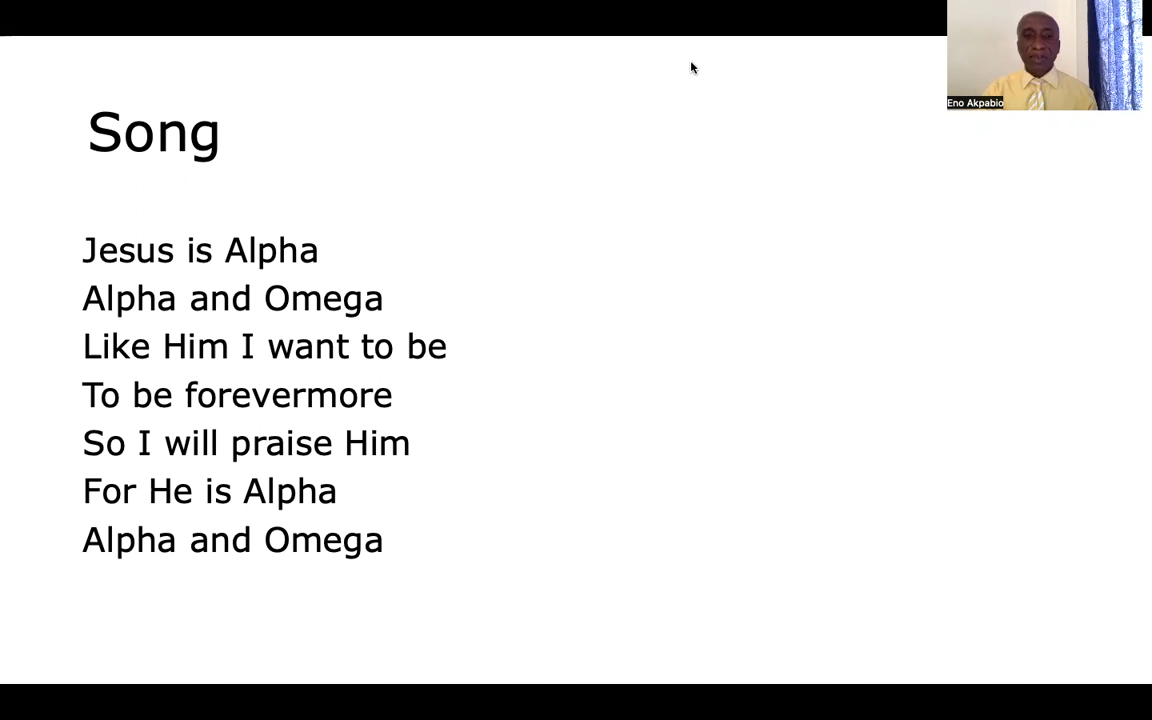 Eno Akpabio
Song
Jesus is Alpha
Alpha and Omega
Like Him I want to be
To be forevermore
So I will praise Him
For He is Alpha
Alpha and Omega